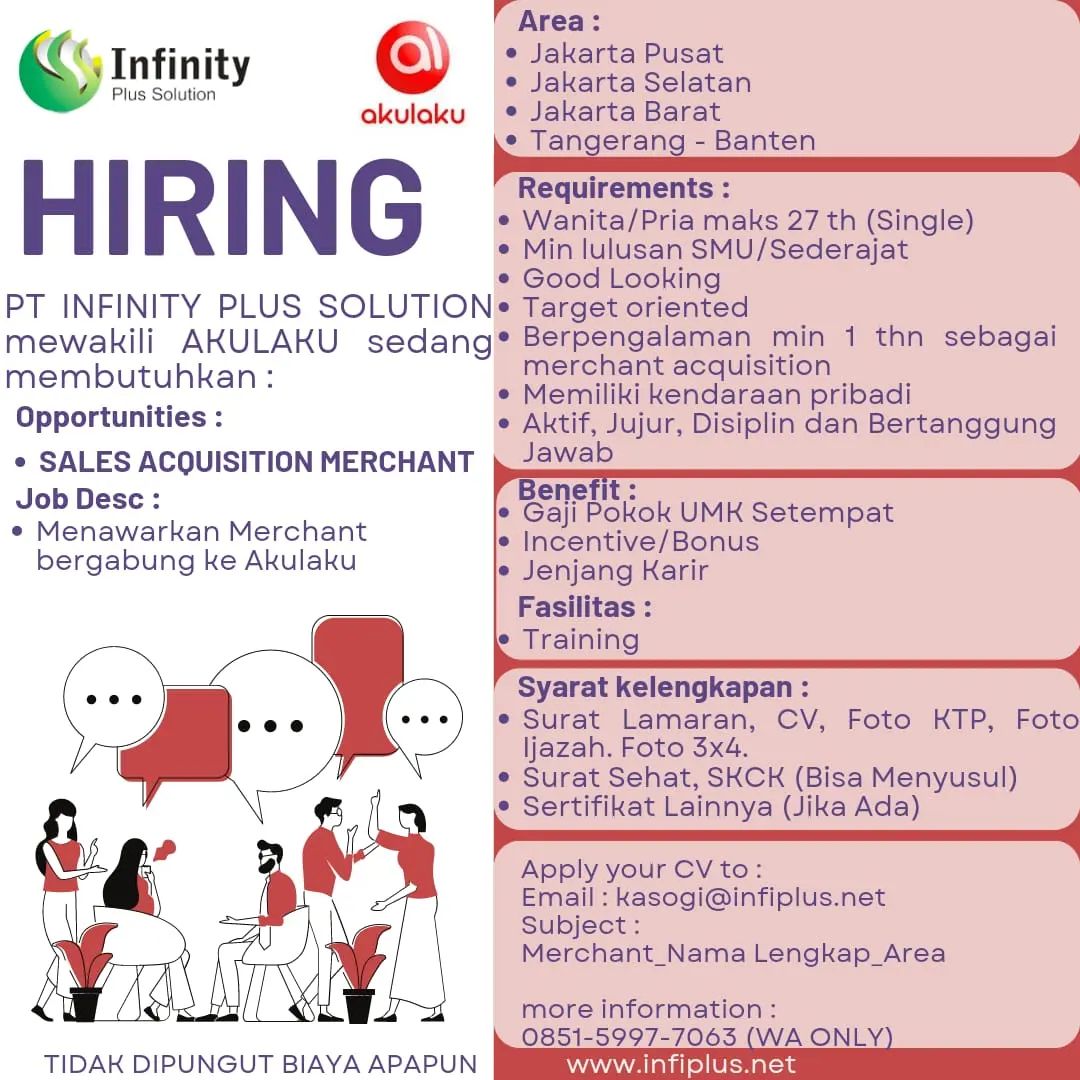 Infinity
Plus Solution
al
akulaku
HIRING
PT INFINITY PLUS SOLUTION
mewakili AKULAKU sedang
membutuhkan :
Opportunities :
• SALES ACQUISITION MERCHANT
Job Desc :
• Menawarkan Merchant
bergabung ke Akulaku
TIDAK DIPUNGUT BIAYA APAPUN
Area :
• Jakarta Pusat
• Jakarta Selatan
• Jakarta Barat
• Tangerang - Banten
Requirements :
• Wanita/Pria maks 27 th (Single)
• Min lulusan SMU/Sederajat
• Good Looking
• Target oriented
• Berpengalaman min 1 thn sebagai
merchant acquisition
• Memiliki kendaraan pribadi
• Aktif, Jujur, Disiplin dan Bertanggung
Jawab
Benefit :
• Gaji Pokok UMK Setempat
• Incentive/Bonus
• Jenjang Karir
Fasilitas :
• Training
Syarat kelengkapan :
• Surat Lamaran, CV, Foto KTP, Foto
Ijazah. Foto 3x4.
• Surat Sehat, SKCK (Bisa Menyusul)
• Sertifikat Lainnya (Jika Ada)
Apply your CV to :
Email : kasogi@infiplus.net
Subject :
Merchant_Nama Lengkap_Area
more information :
0851-5997-7063 (WA ONLY)
www.infiplus.net